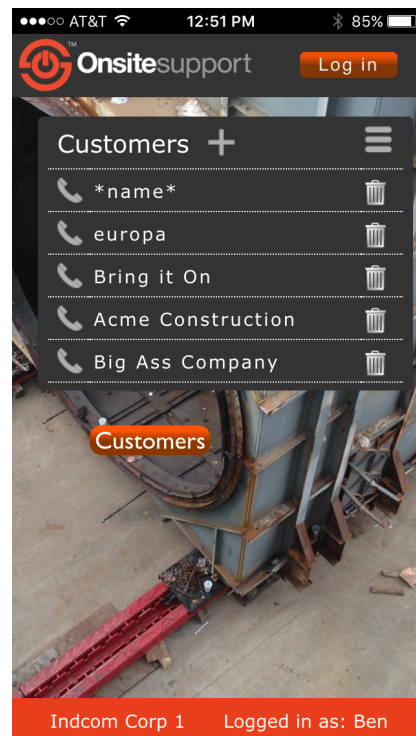 AT&T 12:51 PM 85%
Onsitesupport™ Log in
Customers +
*name*
europa
Bring it On
Acme Construction
Big Ass Company
Customers
Indcom Corp 1 Logged in as: Ben